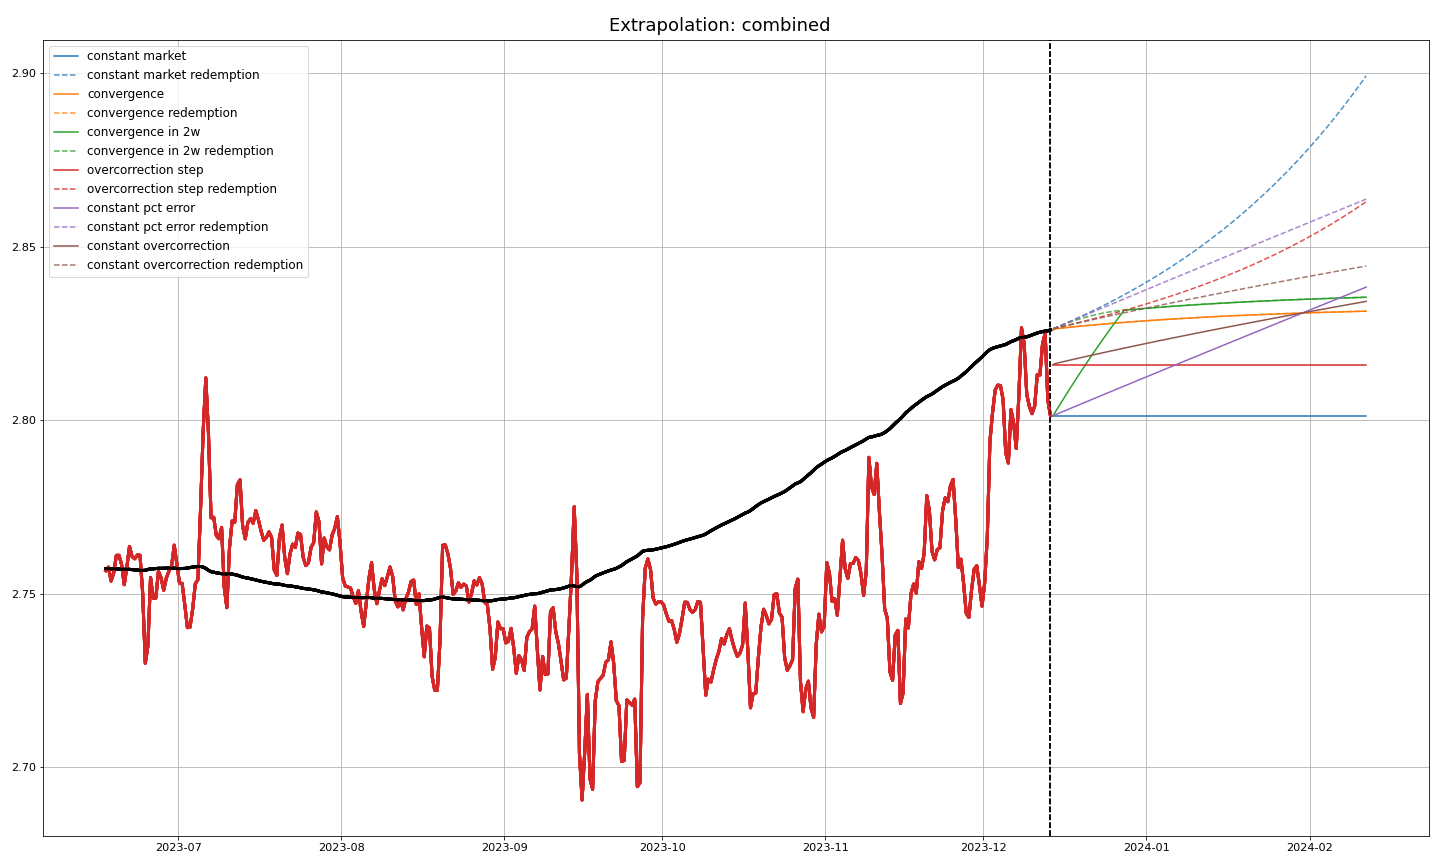 Extrapolation: combined
constant market
constant market redemption
convergence
convergence redemption
convergence in 2w
convergence in 2w redemption
overcorrection step
overcorrection step redemption
constant pct error
constant pct error redemption
constant overcorrection
constant overcorrection redemption
2.90
2.85
2.80
2.75
2.70
2023-07 2023-08 2023-09 2023-10 2023-11 2023-12 2024-01 2024-02